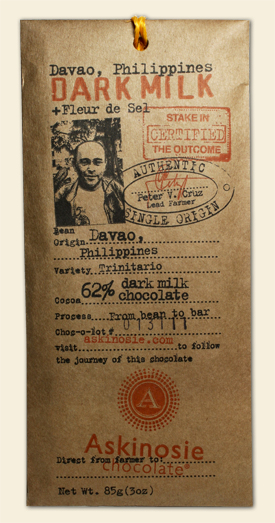 Davao, Philippines
DARK MILK
+Fleur de Sel
STAKE IN
CERTIFIED
THE OUTCOME
AUTHENTIC
Peter V. Cruz
Lead Farmer
SINGLE ORIGIN
Bean
Origin Davao,
Philippines
Variety Trinitario
Cocoa 62% dark milk
chocolate
Process From bean to bar
Choc-o-lot#
visit askinosie.com to follow
the journey of this chocolate
A
Askinosie
Direct from farmer to:
chocolate®
Net Wt. 85g(3oz)